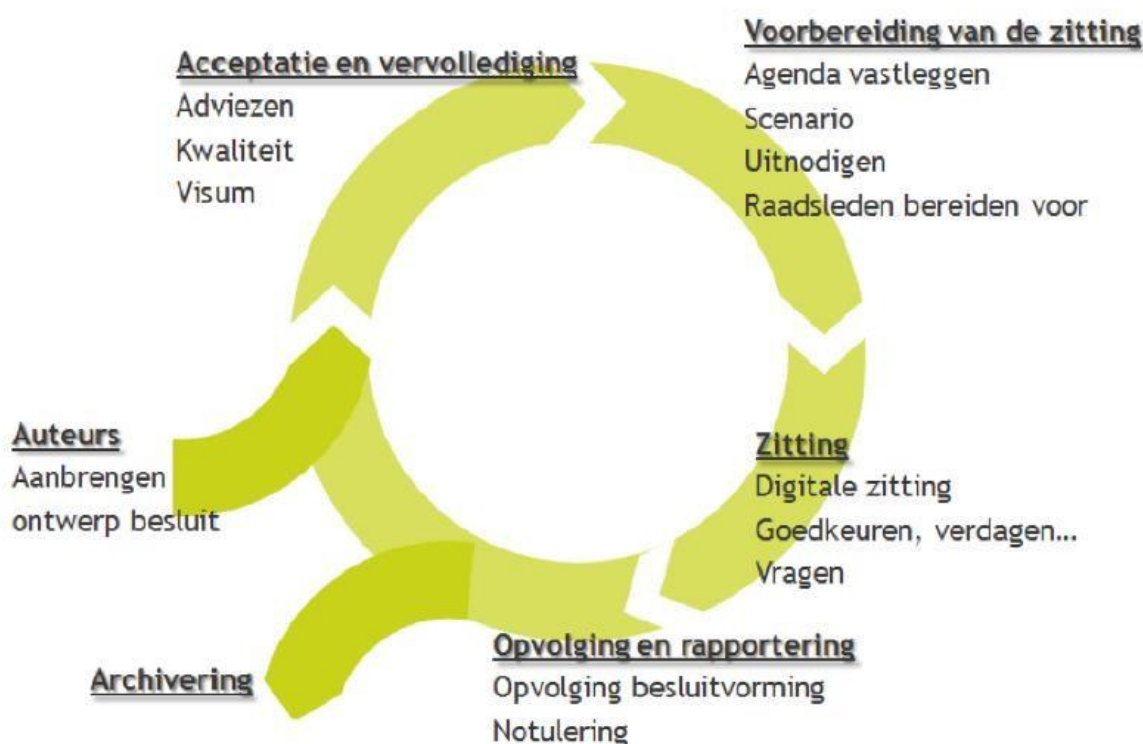 Acceptatie en vervollediging
Adviezen
Kwaliteit
Visum
Voorbereiding van de zitting
Agenda vastleggen
Scenario
Uitnodigen
Raadsleden bereiden voor
Auteurs
Aanbrengen
ontwerp besluit
Zitting
Digitale zitting
Goedkeuren, verdagen...
Vragen
Opvolging en rapportering
Opvolging besluitvorming
Notulering
Archivering